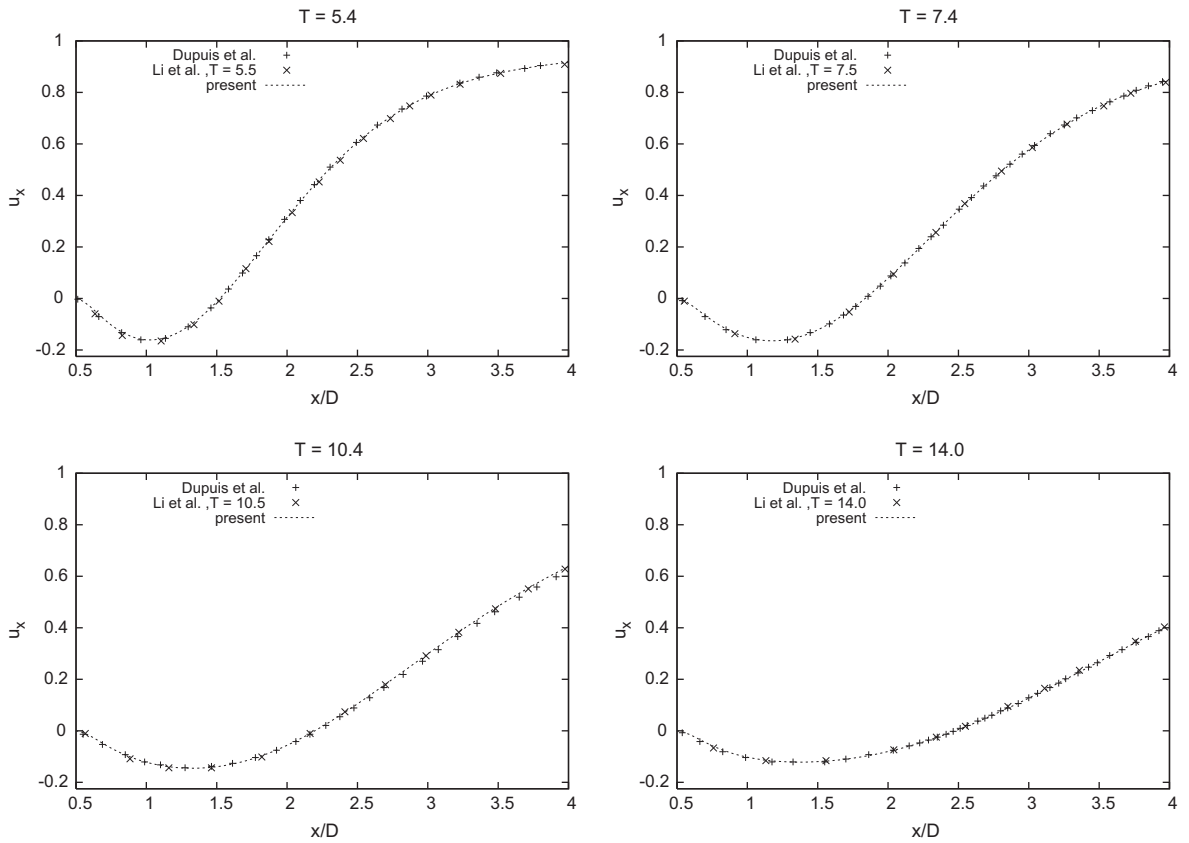 T = 5.4
Dupuis et al.
Li et al. ,T = 5.5
present
1
0.8
0.6
0.4
0.2
0
-0.2
u_x
0.5 1 1.5 2 2.5 3 3.5 4
x/D
T = 7.4
Dupuis et al.
Li et al. ,T = 7.5
present
1
0.8
0.6
0.4
0.2
0
-0.2
u_x
0.5 1 1.5 2 2.5 3 3.5 4
x/D
T = 10.4
Dupuis et al.
Li et al. ,T = 10.5
present
1
0.8
0.6
0.4
0.2
0
-0.2
u_x
0.5 1 1.5 2 2.5 3 3.5 4
x/D
T = 14.0
Dupuis et al.
Li et al. ,T = 14.0
present
1
0.8
0.6
0.4
0.2
0
-0.2
u_x
0.5 1 1.5 2 2.5 3 3.5 4
x/D